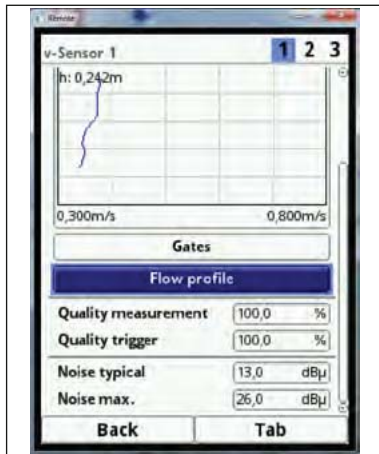 Remote
v-Sensor 1 1 2 3
h: 0,242m
0,300m/s 0,800m/s
Gates
Flow profile
Quality measurement 100,0 %
Quality trigger 100,0 %
Noise typical 13,0 dBµ
Noise max. 26,0 dBµ
Back Tab